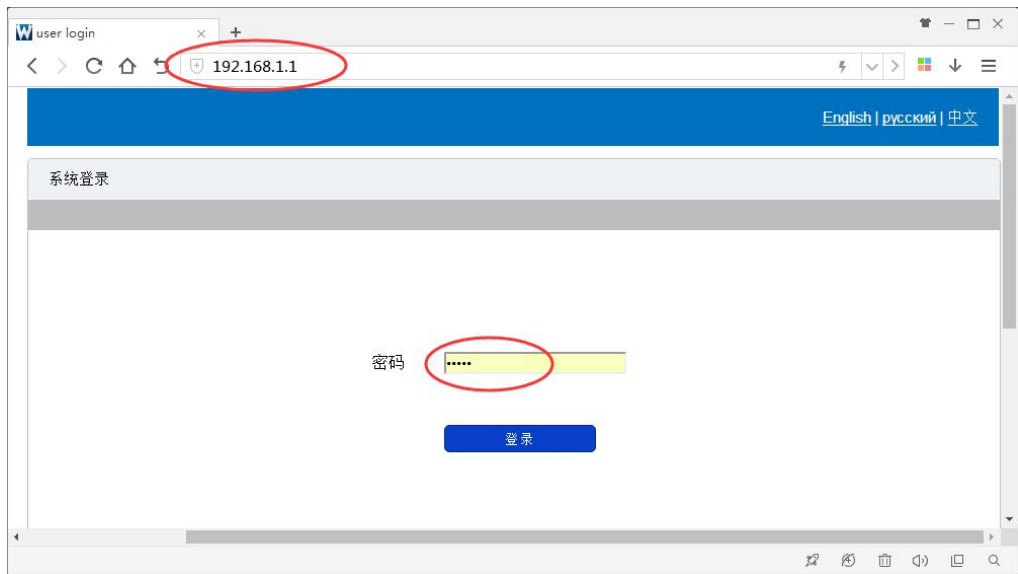 user login
192.168.1.1
English | русский | 中文
系统登录
密码
登录